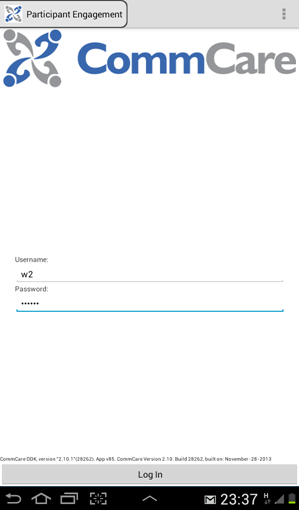 Participant Engagement
CommCare
Username:
w2
Password:
••••••
CommCare ODK, version "2.10.1"(28262). App v85. CommCare Version 2.10. Build 28262, built on: November-28-2013
Log In
23:37 H